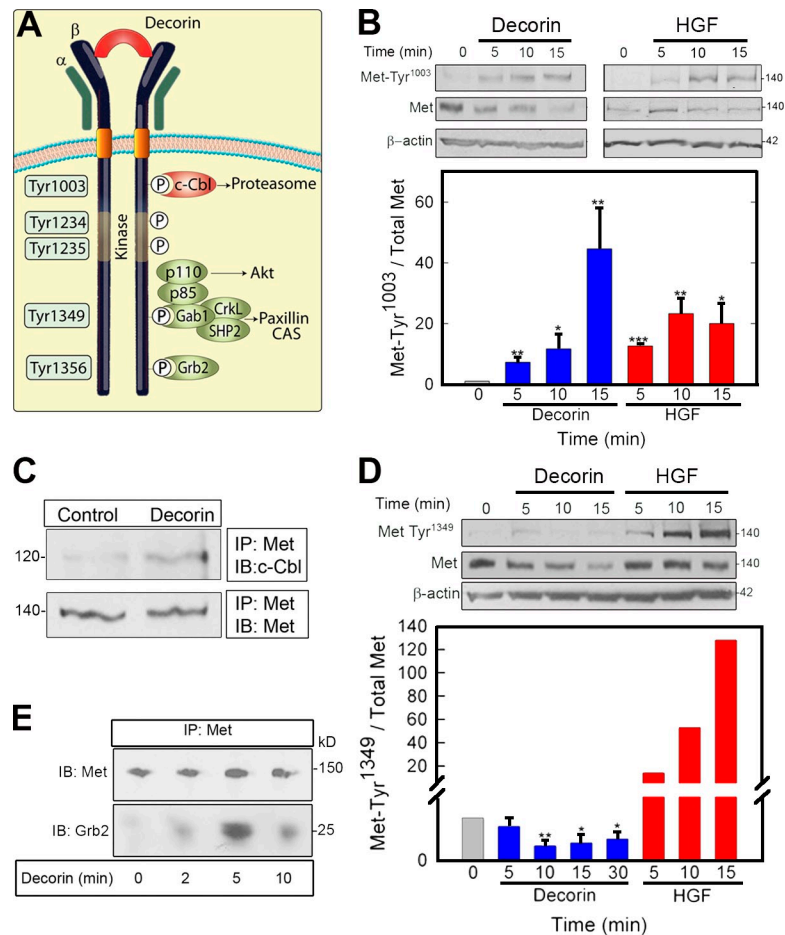 A
Decorin
β
α
Tyr1003
P c-Cbl → Proteasome
Tyr1234
P
Tyr1235
P
Kinase
p110 → Akt
p85
Tyr1349
P Gab1 CrkL → Paxillin
SHP2 CAS
Tyr1356
P Grb2
B
Decorin HGF
Time (min) 0 5 10 15 0 5 10 15
Met-Tyr1003 -140
Met -140
β-actin -42
Met-Tyr1003 / Total Met
60
40
20
0
** * ** *** ** *
0 5 10 15 5 10 15
Decorin HGF
Time (min)
C
Control Decorin
120- IP: Met
IB:c-Cbl
140- IP: Met
IB: Met
D
Decorin HGF
Time (min) 0 5 10 15 5 10 15
Met Tyr1349 -140
Met -140
β-actin -42
Met-Tyr1349 / Total Met
140
120
100
80
60
40
20
0
** * *
0 5 10 15 30 5 10 15
Decorin HGF
Time (min)
E
IP: Met
kD
IB: Met -150
IB: Grb2 -25
Decorin (min) 0 2 5 10